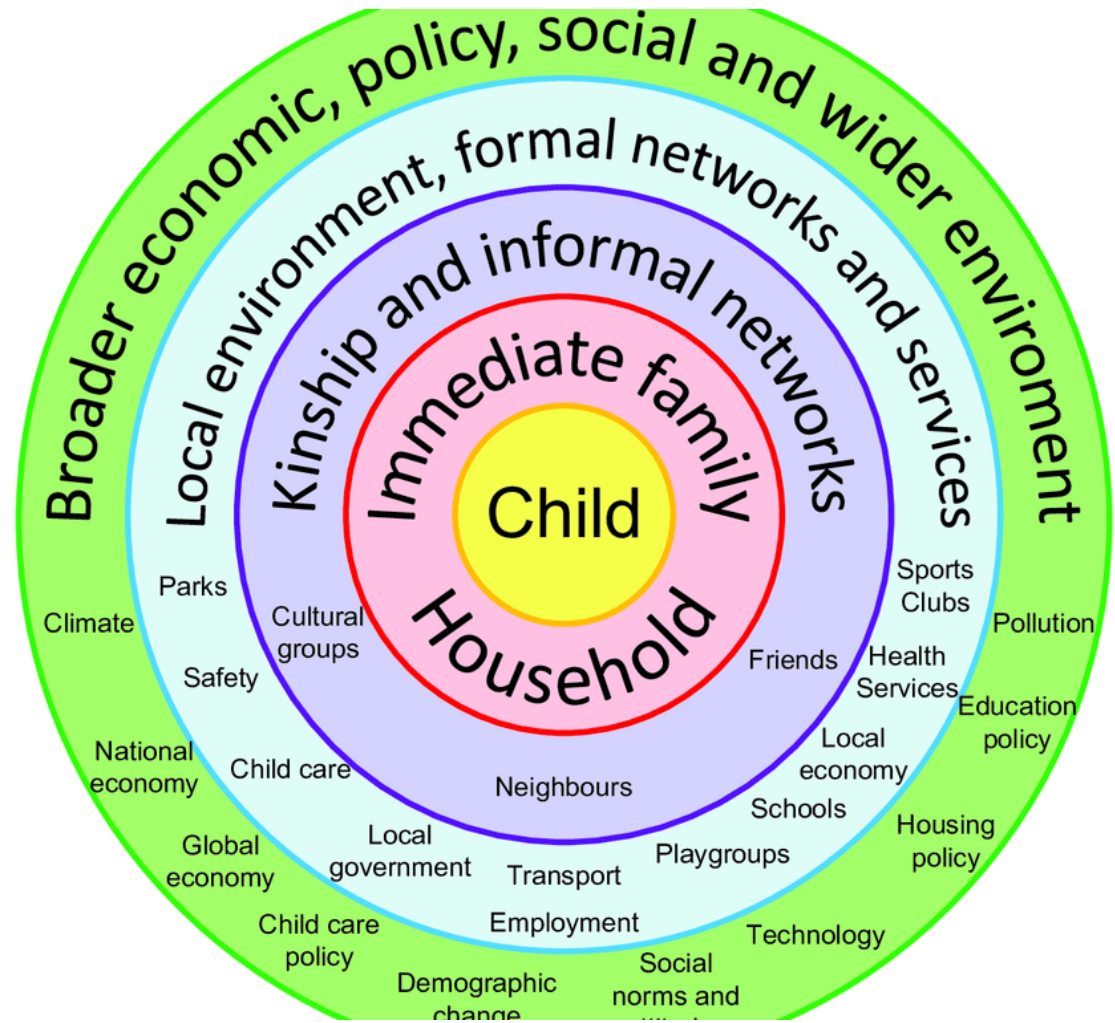 Broader economic, policy, social and wider enviroment
Local environment, formal networks and services
Kinship and informal networks
Immediate family
Child
Household
Parks
Sports
Clubs
Climate
Cultural
groups
Pollution
Friends
Health
Services
Safety
Education
policy
National
economy
Child care
Local
economy
Neighbours
Schools
Housing
policy
Global
economy
Local
government
Playgroups
Transport
Employment
Child care
policy
Technology
Social
norms and
Demographic
change